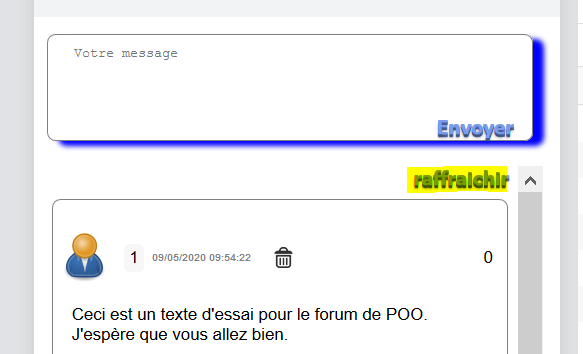 Votre message
Envoyer
raffraichir
1 09/05/2020 09:54:22 0
Ceci est un texte d'essai pour le forum de POO.
J'espère que vous allez bien.